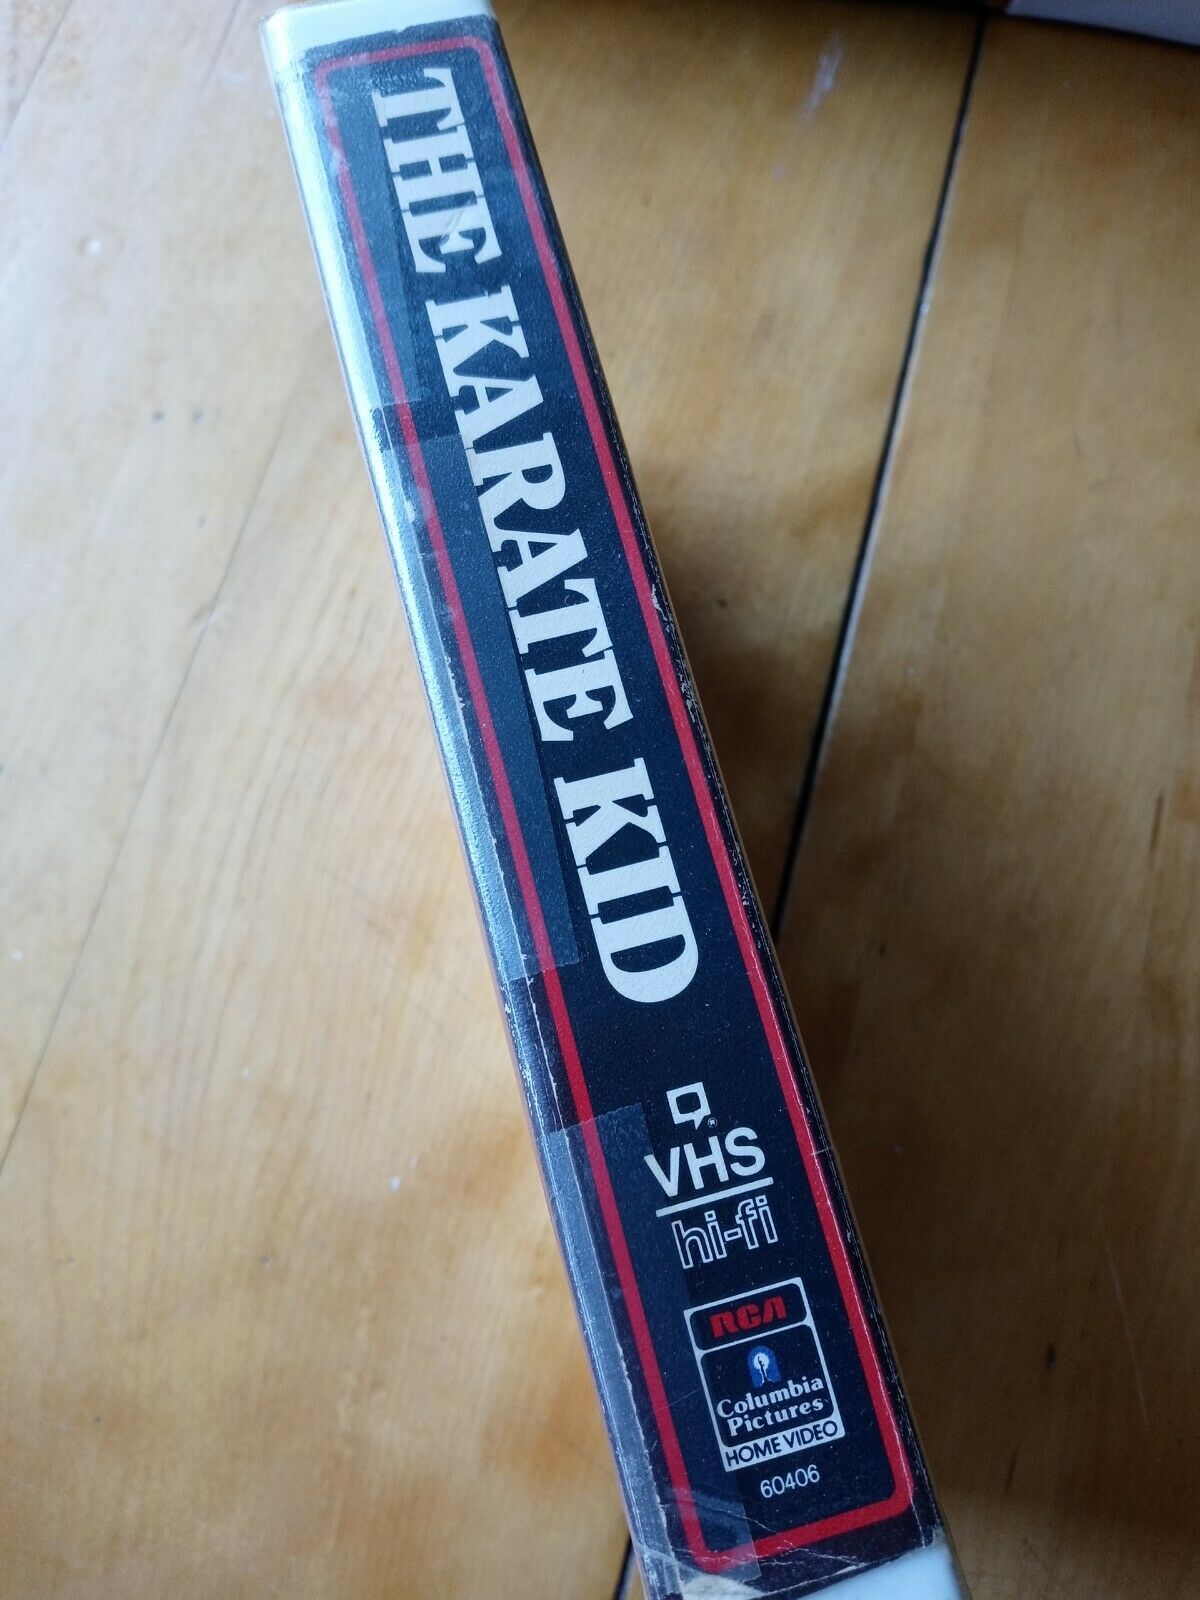 THE KARATE KID
®
VHS
hi-fi
RCA
Columbia
Pictures
HOME VIDEO
60406